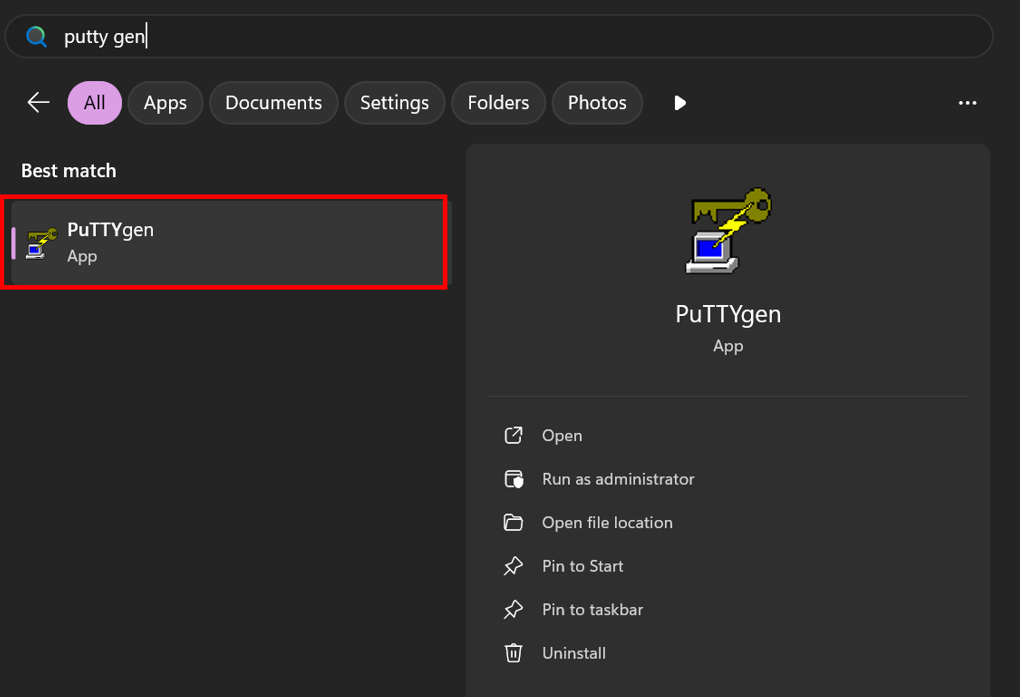 putty gen
All Apps Documents Settings Folders Photos
Best match
PuTTYgen
App
PuTTYgen
App
Open
Run as administrator
Open file location
Pin to Start
Pin to taskbar
Uninstall